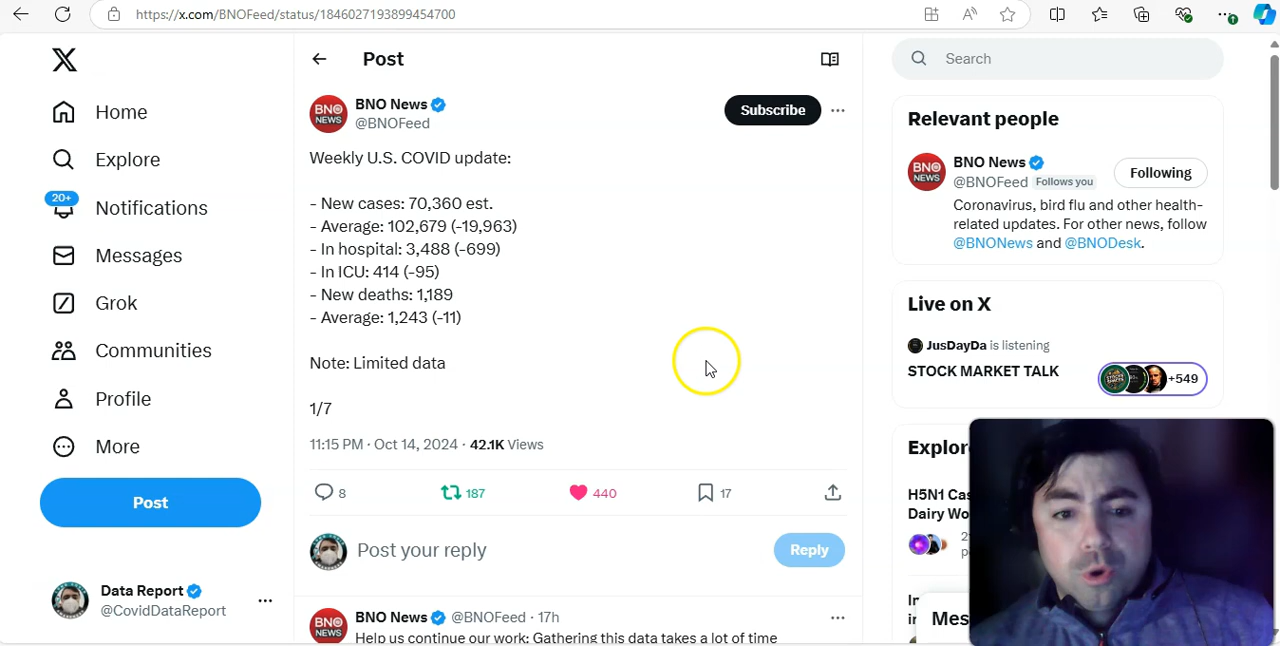 https://x.com/BNOFeed/status/1846027193899454700
Post
Search
Home
Explore
20+
Notifications
Messages
Grok
Communities
Profile
More
Post
Data Report
@CovidDataReport
BNO NEWS
BNO News
@BNOFeed
Subscribe
Weekly U.S. COVID update:
- New cases: 70,360 est.
- Average: 102,679 (-19,963)
- In hospital: 3,488 (-699)
- In ICU: 414 (-95)
- New deaths: 1,189
- Average: 1,243 (-11)
Note: Limited data
1/7
11:15 PM · Oct 14, 2024 · 42.1K Views
8 187 440 17
Post your reply
Reply
BNO NEWS
BNO News @BNOFeed · 17h
Help us continue our work: Gathering this data takes a lot of time
Relevant people
BNO NEWS
BNO News
@BNOFeed Follows you
Following
Coronavirus, bird flu and other health-
related updates. For other news, follow
@BNONews and @BNODesk.
Live on X
JusDayDa is listening
STOCK MARKET TALK
+549
H5N1